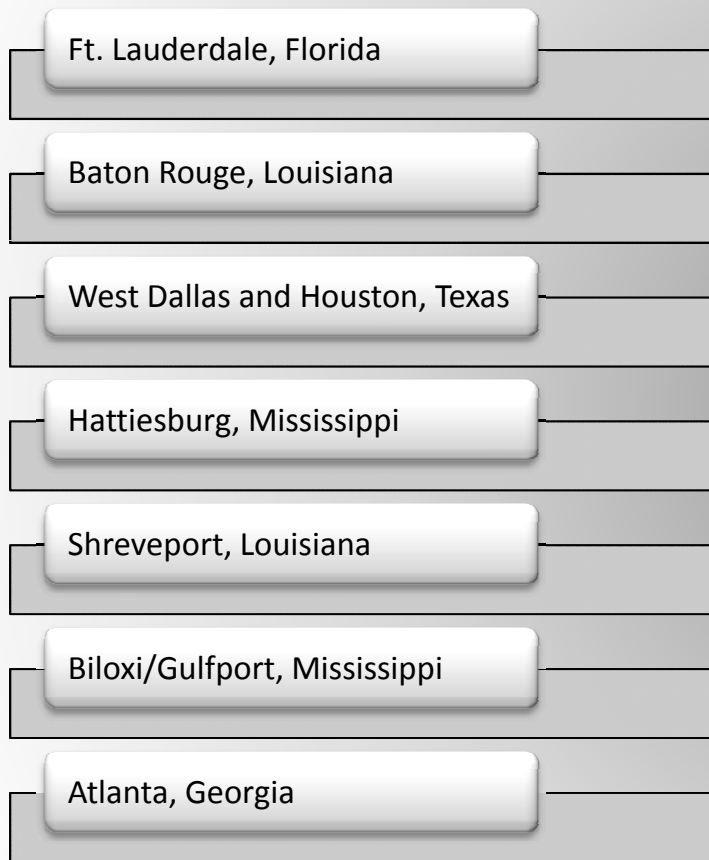 Ft. Lauderdale, Florida
Baton Rouge, Louisiana
West Dallas and Houston, Texas
Hattiesburg, Mississippi
Shreveport, Louisiana
Biloxi/Gulfport, Mississippi
Atlanta, Georgia